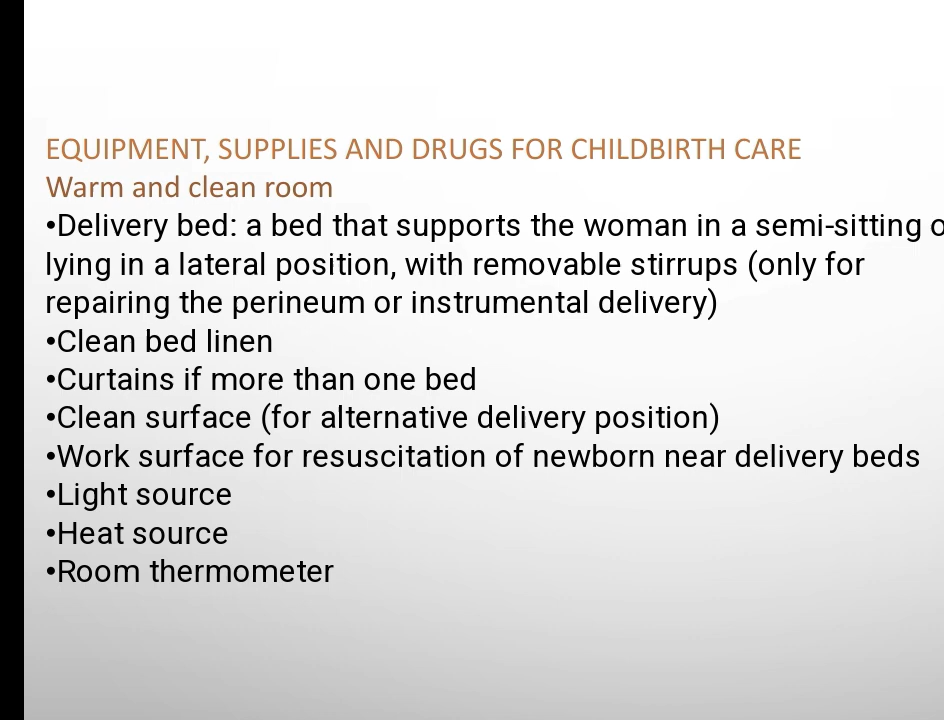 EQUIPMENT, SUPPLIES AND DRUGS FOR CHILDBIRTH CARE
Warm and clean room
•Delivery bed: a bed that supports the woman in a semi-sitting
lying in a lateral position, with removable stirrups (only for
repairing the perineum or instrumental delivery)
•Clean bed linen
•Curtains if more than one bed
•Clean surface (for alternative delivery position)
•Work surface for resuscitation of newborn near delivery beds
•Light source
•Heat source
•Room thermometer